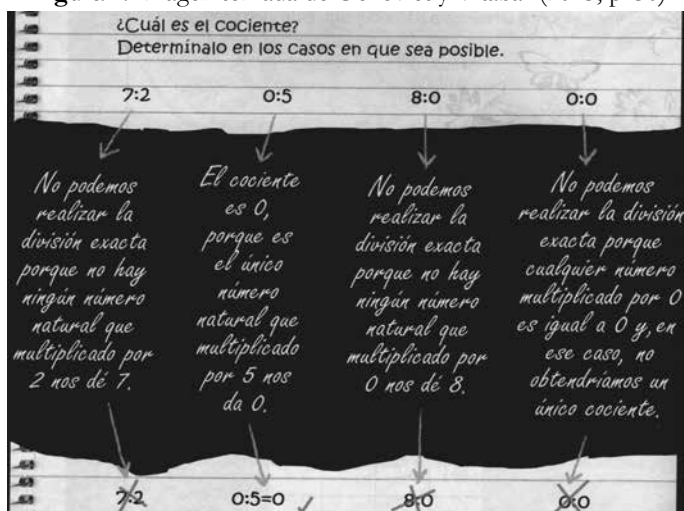 ¿Cuál es el cociente?
Determínalo en los casos en que sea posible.
7:2
0:5
8:0
0:0
No podemos
realizar la
división exacta
porque no hay
ningún número
natural que
multiplicado por
2 nos dé 7.
El cociente
es 0,
porque es
el único
número
natural que
multiplicado
por 5 nos
da 0.
No podemos
realizar la
división exacta
porque no hay
ningún número
natural que
multiplicado por
0 nos dé 8.
No podemos
realizar la división
exacta porque
cualquier número
multiplicado por 0
es igual a 0 y, en
ese caso, no
obtendríamos un
único cociente.
7:2
0:5=0
8:0
0:0